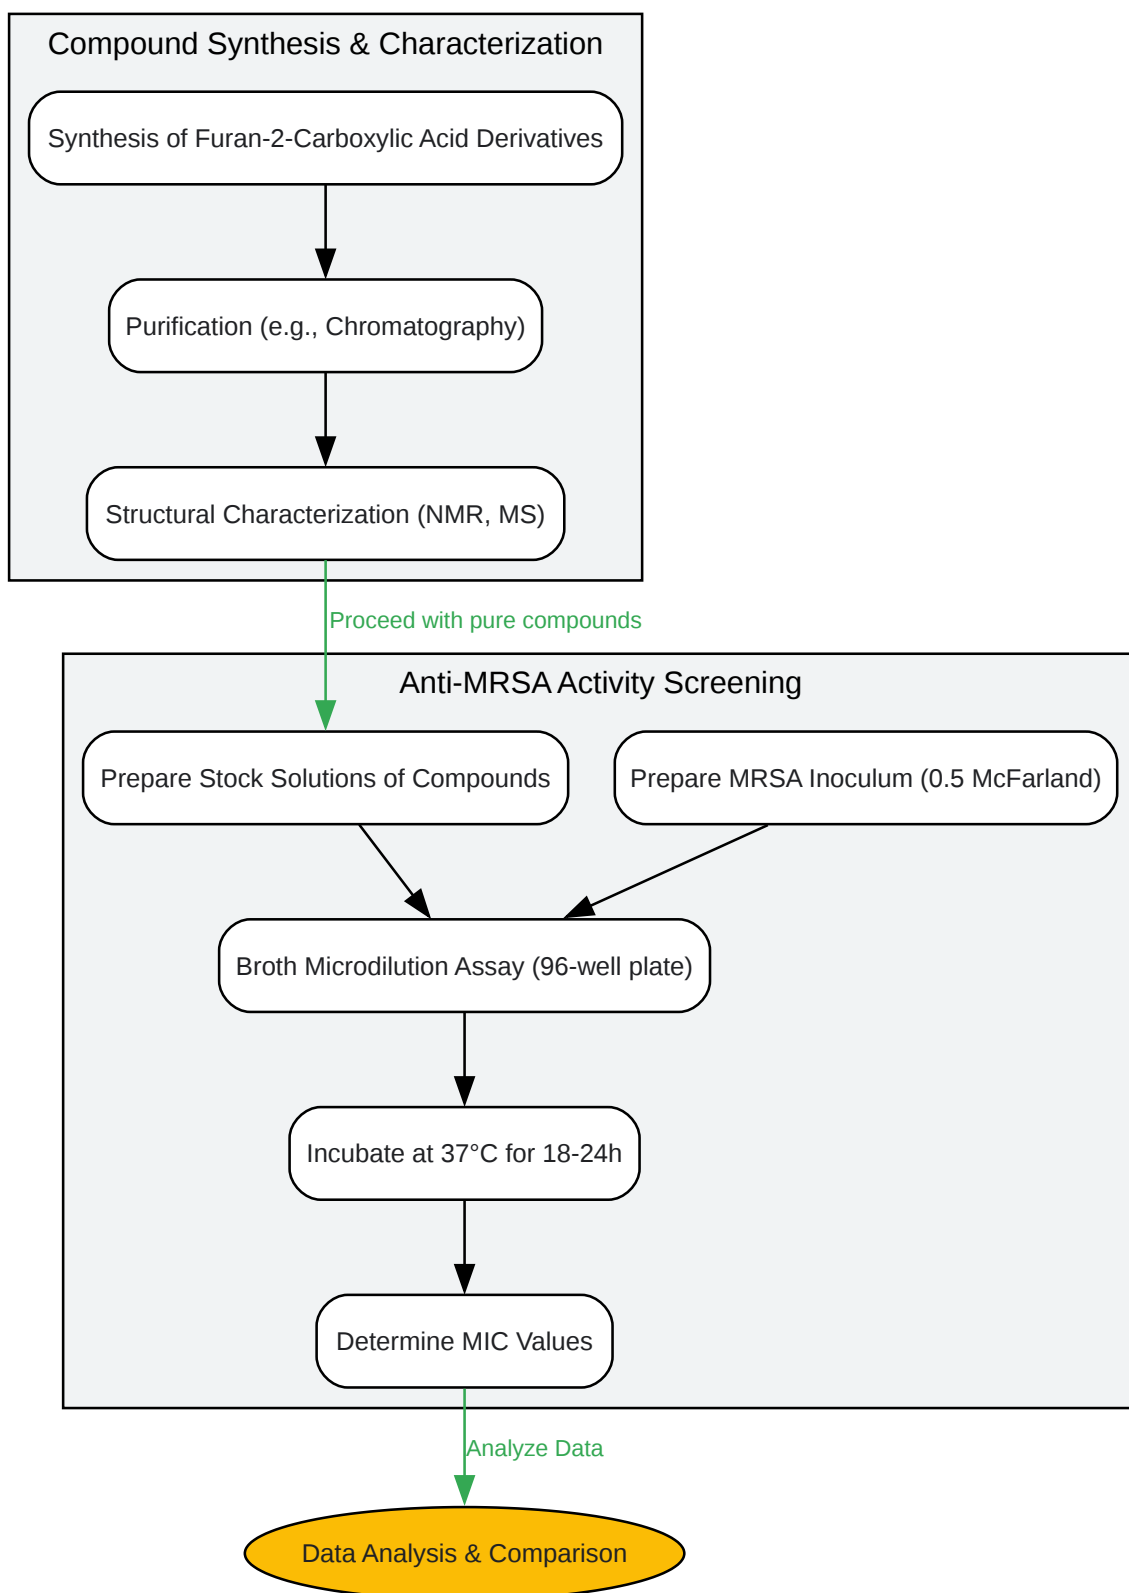 Compound Synthesis & Characterization
Synthesis of Furan-2-Carboxylic Acid Derivatives
Purification (e.g., Chromatography)
Structural Characterization (NMR, MS)
Proceed with pure compounds
Anti-MRSA Activity Screening
Prepare Stock Solutions of Compounds
Prepare MRSA Inoculum (0.5 McFarland)
Broth Microdilution Assay (96-well plate)
Incubate at 37°C for 18-24h
Determine MIC Values
Analyze Data
Data Analysis & Comparison